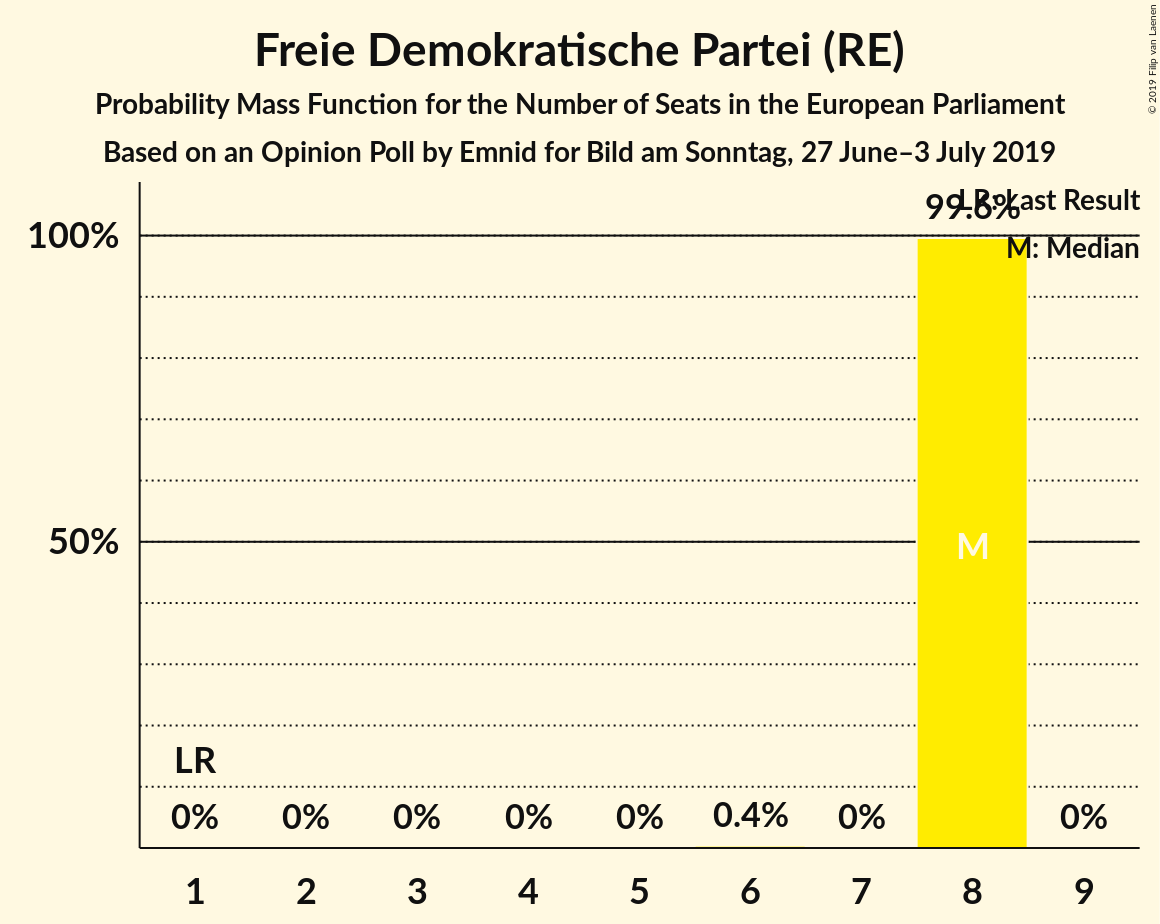 Freie Demokratische Partei (RE)
Probability Mass Function for the Number of Seats in the European Parliament
Based on an Opinion Poll by Emnid for Bild am Sonntag, 27 June–3 July 2019
© 2019 Filip van Laenen
LR: Last Result
99.6%
M: Median
100%
50%
M
LR
0% 0% 0% 0% 0% 0.4% 0% 0%
1 2 3 4 5 6 7 8 9